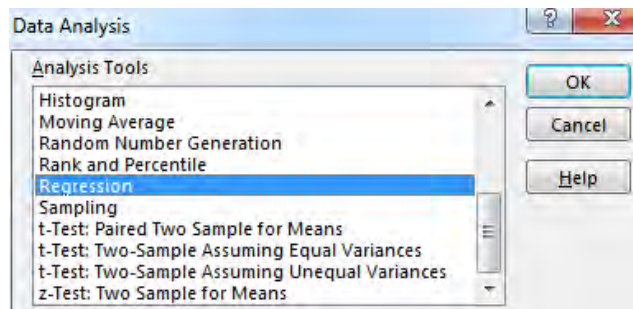 Data Analysis
?
Analysis Tools
Histogram
Moving Average
Random Number Generation
Rank and Percentile
Regression
Sampling
t-Test: Paired Two Sample for Means
t-Test: Two-Sample Assuming Equal Variances
t-Test: Two-Sample Assuming Unequal Variances
z-Test: Two Sample for Means
OK
Cancel
Help